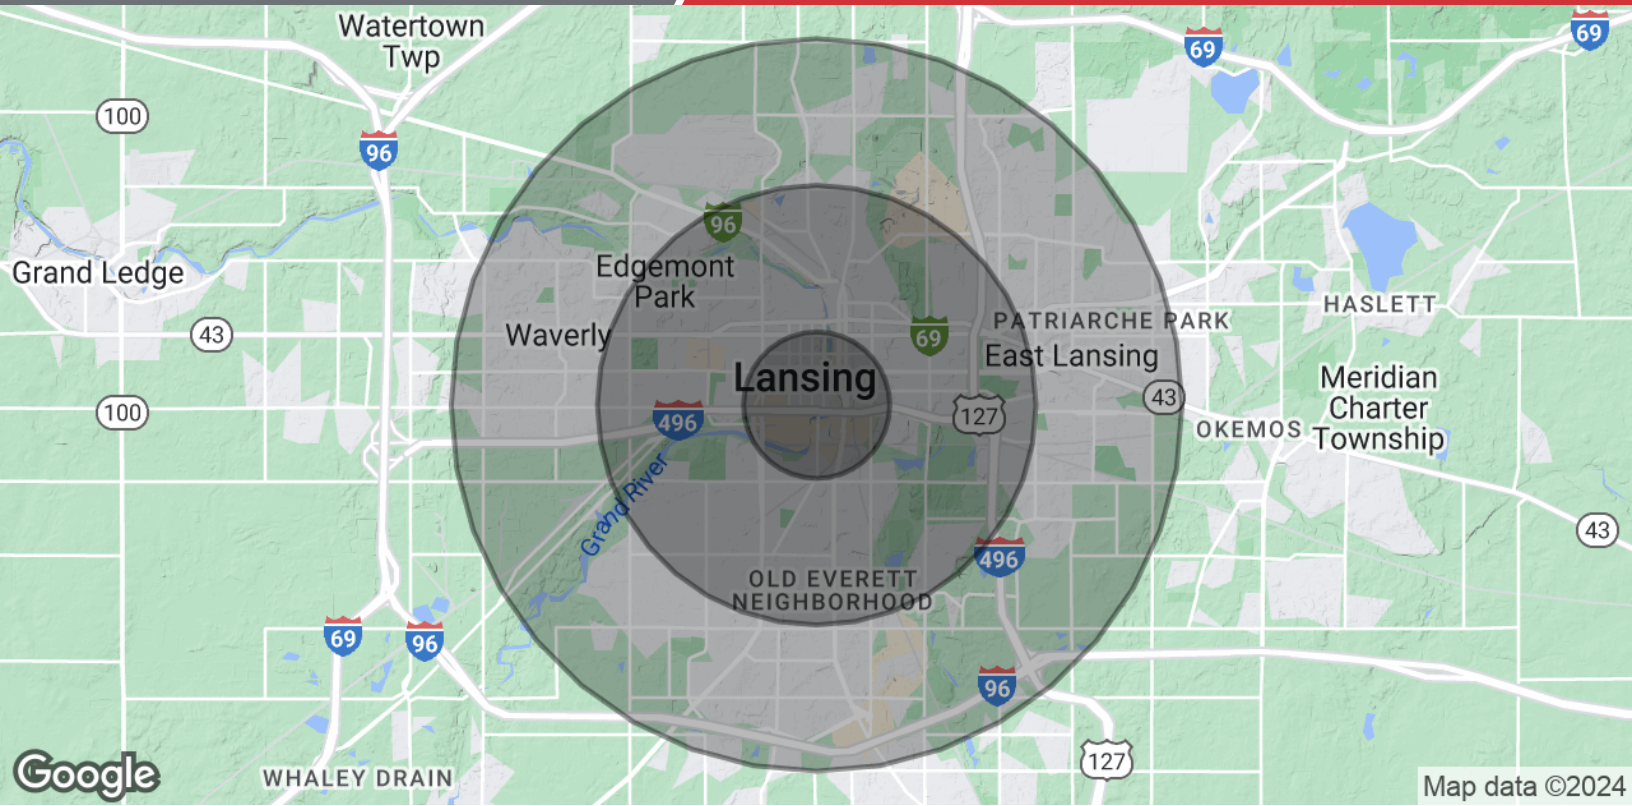 Watertown
Twp
69
69
100
96
96
Grand Ledge
Edgemont
Park
HASLETT
43
Waverly
69
PATRIARCHE PARK
East Lansing
Lansing
Meridian
Charter
Township
43
100
496
127
OKEMOS
Grand River
43
496
OLD EVERETT
NEIGHBORHOOD
69
96
96
127
Google
WHALEY DRAIN
Map data ©2024